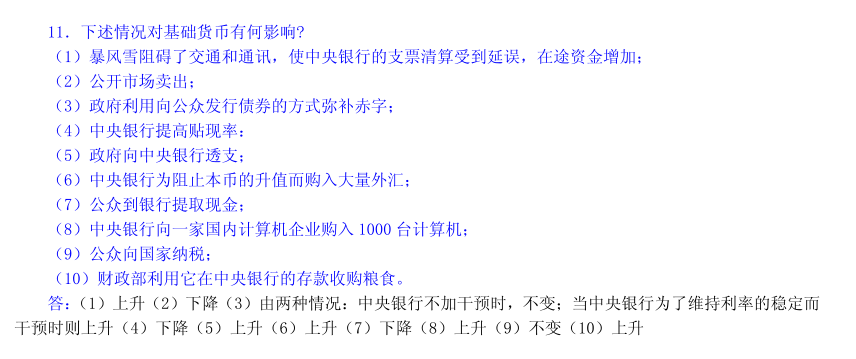 11．下述情况对基础货币有何影响?
（1）暴风雪阻碍了交通和通讯，使中央银行的支票清算受到延误，在途资金增加；
（2）公开市场卖出；
（3）政府利用向公众发行债券的方式弥补赤字；
（4）中央银行提高贴现率：
（5）政府向中央银行透支；
（6）中央银行为阻止本币的升值而购入大量外汇；
（7）公众到银行提取现金；
（8）中央银行向一家国内计算机企业购入 1000 台计算机；
（9）公众向国家纳税；
（10）财政部利用它在中央银行的存款收购粮食。
答：（1）上升（2）下降（3）由两种情况：中央银行不加干预时，不变；当中央银行为了维持利率的稳定而
干预时则上升（4）下降（5）上升（6）上升（7）下降（8）上升（9）不变（10）上升